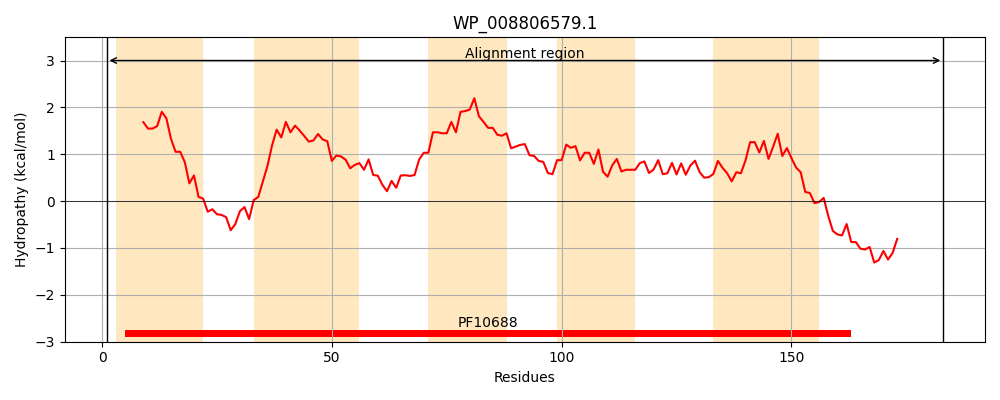 WP_008806579.1
Alignment region
3
2
1
0
−1
−2
−3
Hydropathy (kcal/mol)
PF10688
0
50
100
150
Residues